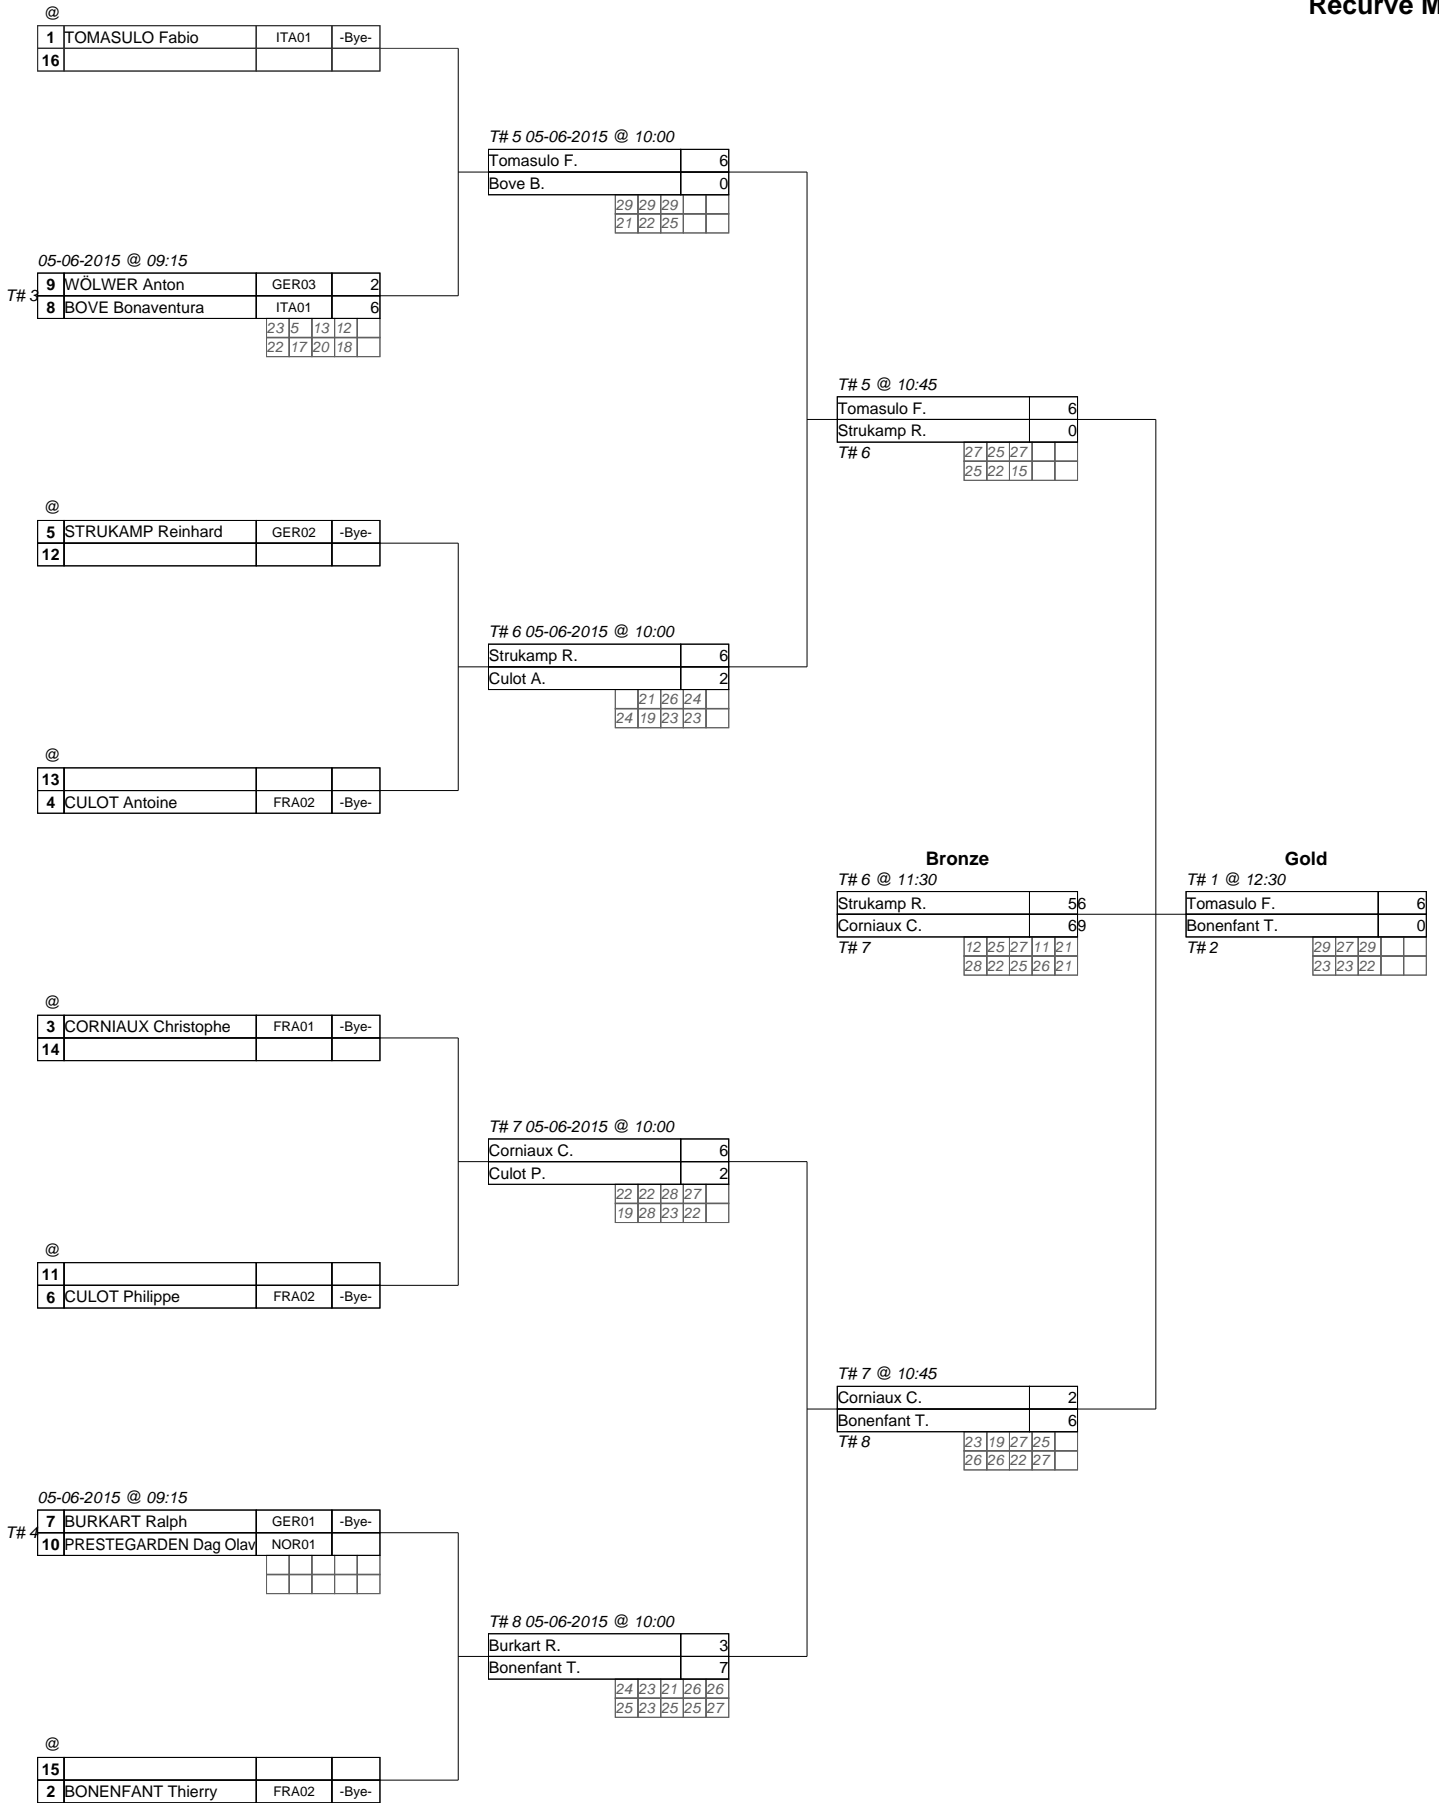 Recurve M
@
1 TOMASULO Fabio ITA01 -Bye-
16
T# 5 05-06-2015 @ 10:00
Tomasulo F. 6
Bove B. 0
29 29 29
21 22 25
05-06-2015 @ 09:15
T# 3
9 WÖLWER Anton GER03 2
8 BOVE Bonaventura ITA01 6
23 5 13 12
22 17 20 18
T# 5 @ 10:45
Tomasulo F. 6
Strukamp R. 0
T# 6 27 25 27
25 22 15
@
5 STRUKAMP Reinhard GER02 -Bye-
12
T# 6 05-06-2015 @ 10:00
Strukamp R. 6
Culot A. 2
21 26 24
24 19 23 23
@
13
4 CULOT Antoine FRA02 -Bye-
Bronze
T# 6 @ 11:30
Strukamp R. 5 6
Corniaux C. 6 9
T# 7 12 25 27 11 21
28 22 25 26 21
Gold
T# 1 @ 12:30
Tomasulo F. 6
Bonenfant T. 0
T# 2 29 27 29
23 23 22
@
3 CORNIAUX Christophe FRA01 -Bye-
14
T# 7 05-06-2015 @ 10:00
Corniaux C. 6
Culot P. 2
22 22 28 27
19 28 23 22
@
11
6 CULOT Philippe FRA02 -Bye-
T# 7 @ 10:45
Corniaux C. 2
Bonenfant T. 6
T# 8 23 19 27 25
26 26 22 27
05-06-2015 @ 09:15
T# 4
7 BURKART Ralph GER01 -Bye-
10 PRESTEGARDEN Dag Olav NOR01
T# 8 05-06-2015 @ 10:00
Burkart R. 3
Bonenfant T. 7
24 23 21 26 26
25 23 25 25 27
@
15
2 BONENFANT Thierry FRA02 -Bye-